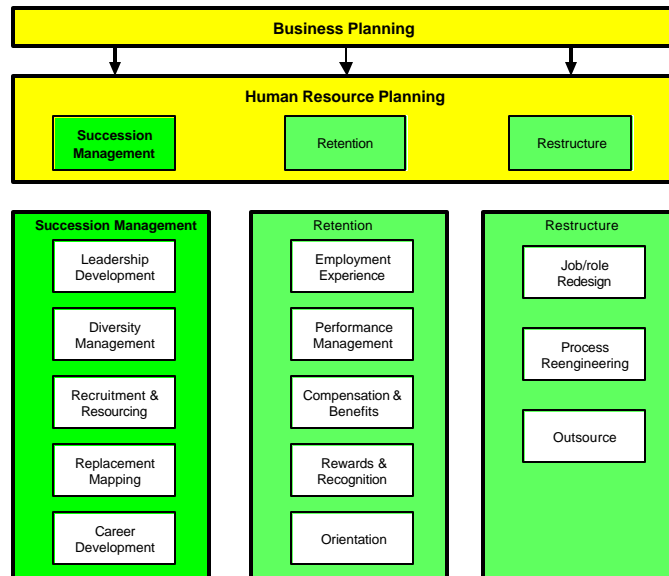 Business Planning
Human Resource Planning
Succession
Management
Retention
Restructure
Succession Management
Leadership
Development
Diversity
Management
Recruitment &
Resourcing
Replacement
Mapping
Career
Development
Retention
Employment
Experience
Performance
Management
Compensation &
Benefits
Rewards &
Recognition
Orientation
Restructure
Job/role
Redesign
Process
Reengineering
Outsource